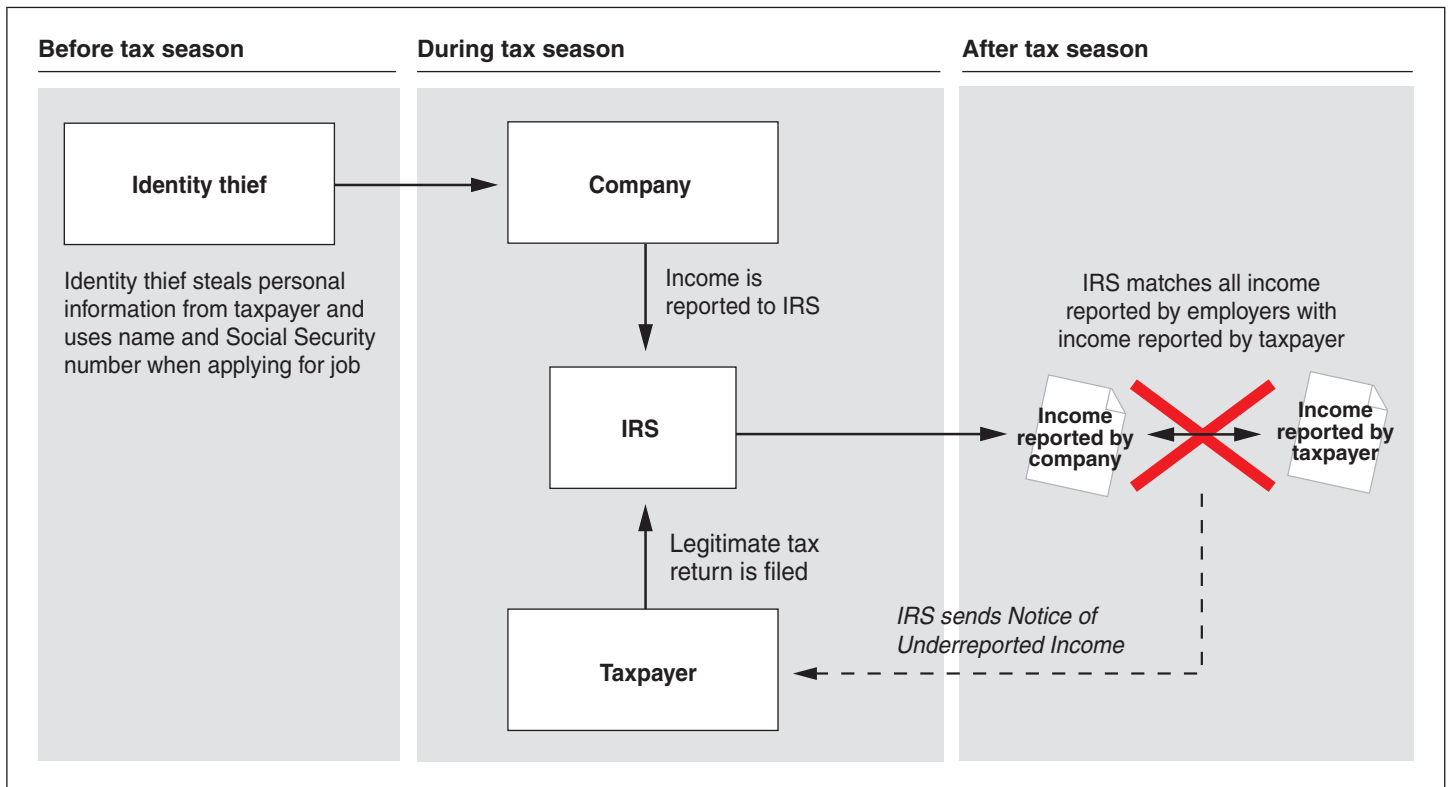 Before tax season
During tax season
After tax season
Identity thief
Identity thief steals personal
information from taxpayer and
uses name and Social Security
number when applying for job
Company
Income is
reported to IRS
IRS
Legitimate tax
return is filed
Taxpayer
IRS matches all income
reported by employers with
income reported by taxpayer
Income
reported by
company
Income
reported by
taxpayer
IRS sends Notice of
Underreported Income